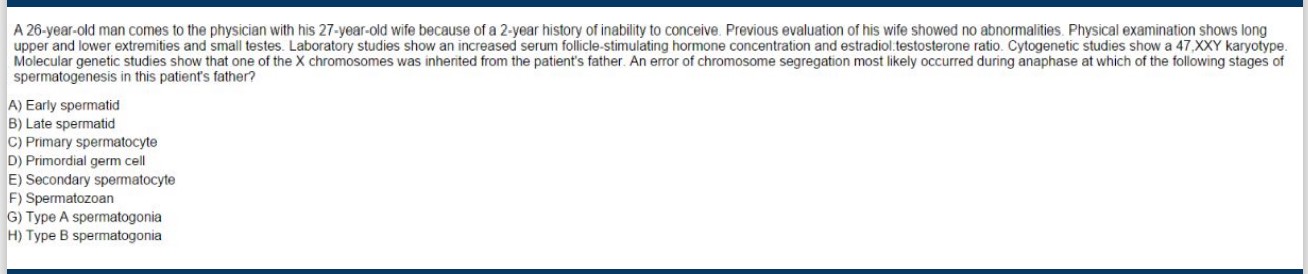 A 26-year-old man comes to the physician with his 27-year-old wife because of a 2-year history of inability to conceive. Previous evaluation of his wife showed no abnormalities. Physical examination shows long
upper and lower extremities and small testes. Laboratory studies show an increased serum follicle-stimulating hormone concentration and estradiol:testosterone ratio. Cytogenetic studies show a 47,XXY karyotype.
Molecular genetic studies show that one of the X chromosomes was inherited from the patient's father. An error of chromosome segregation most likely occurred during anaphase at which of the following stages of
spermatogenesis in this patient's father?
A) Early spermatid
B) Late spermatid
C) Primary spermatocyte
D) Primordial germ cell
E) Secondary spermatocyte
F) Spermatozoan
G) Type A spermatogonia
H) Type B spermatogonia